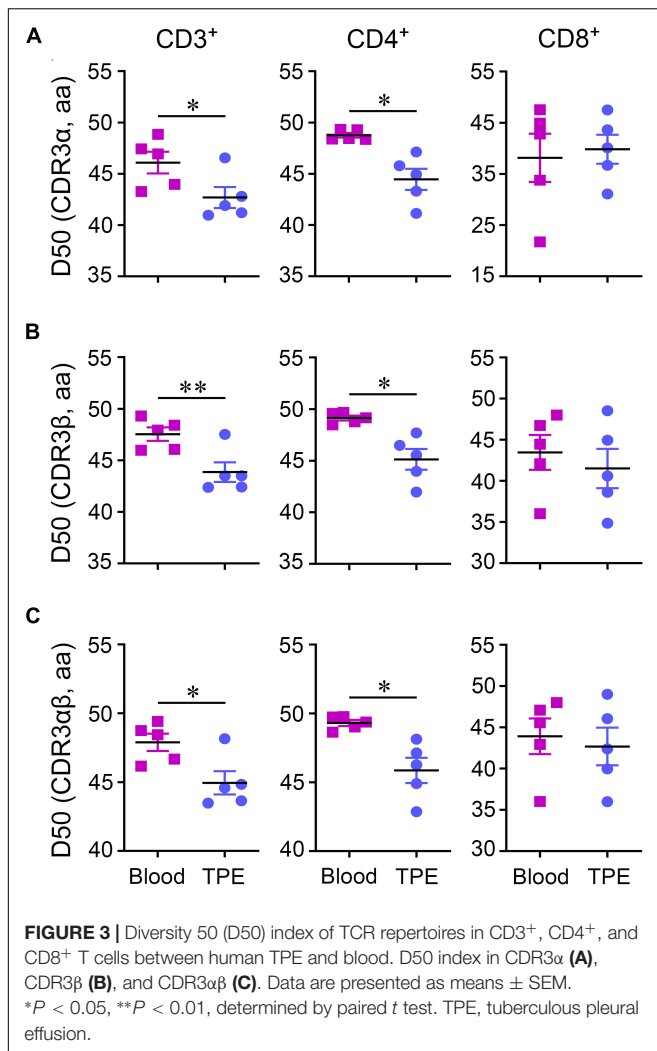 A
CD3⁺ CD4⁺ CD8⁺
D50 (CDR3α, aa)
55 50 45 40 35
*
55 50 45 40 35
*
55 45 35 25 15
B
D50 (CDR3β, aa)
55 50 45 40 35
**
55 50 45 40 35
*
55 50 45 40 35 30
C
D50 (CDR3αβ, aa)
55 50 45 40
*
55 50 45 40
*
55 50 45 40 35 30
Blood TPE Blood TPE Blood TPE
FIGURE 3 | Diversity 50 (D50) index of TCR repertoires in CD3⁺, CD4⁺, and
CD8⁺ T cells between human TPE and blood. D50 index in CDR3α (A),
CDR3β (B), and CDR3αβ (C). Data are presented as means ± SEM.
*P < 0.05, **P < 0.01, determined by paired t test. TPE, tuberculous pleural
effusion.